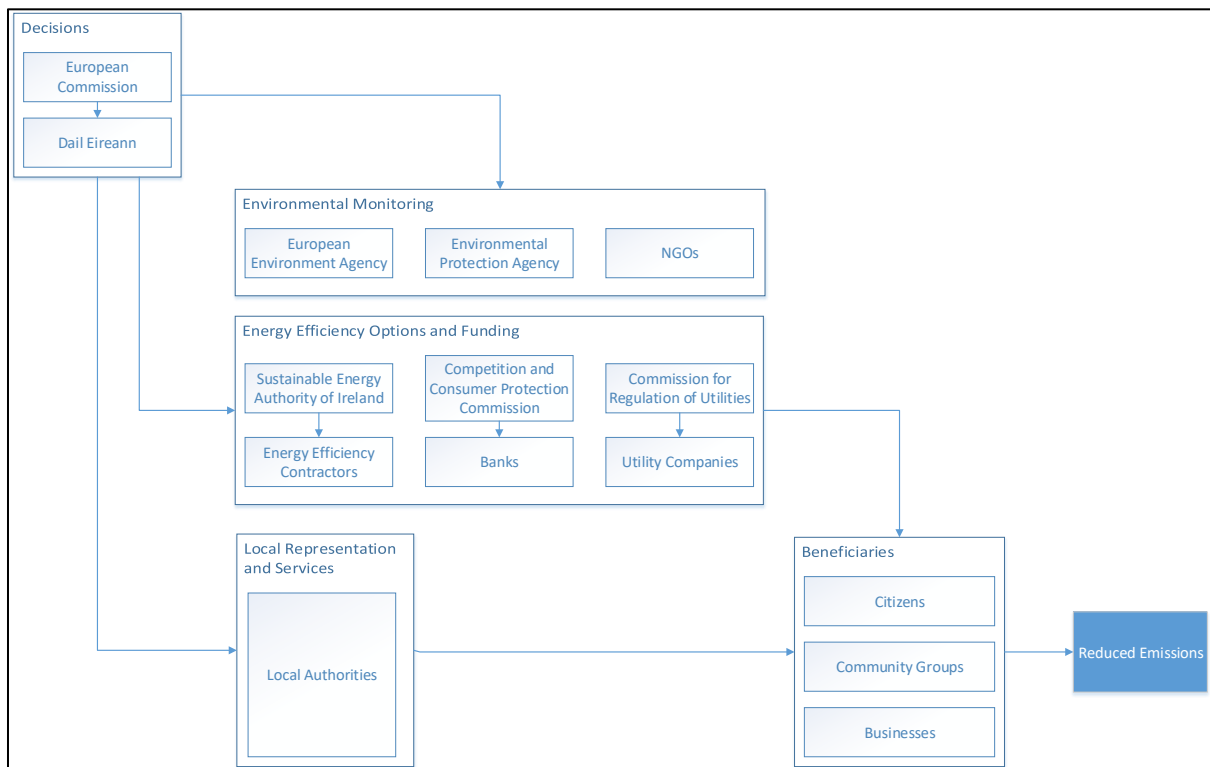 Decisions
European
Commission
Dail Eireann
Environmental Monitoring
European
Environment Agency
Environmental
Protection Agency
NGOs
Energy Efficiency Options and Funding
Sustainable Energy
Authority of Ireland
Competition and
Consumer Protection
Commission
Commission for
Regulation of Utilities
Energy Efficiency
Contractors
Banks
Utility Companies
Local Representation
and Services
Local Authorities
Beneficiaries
Citizens
Community Groups
Businesses
Reduced Emissions